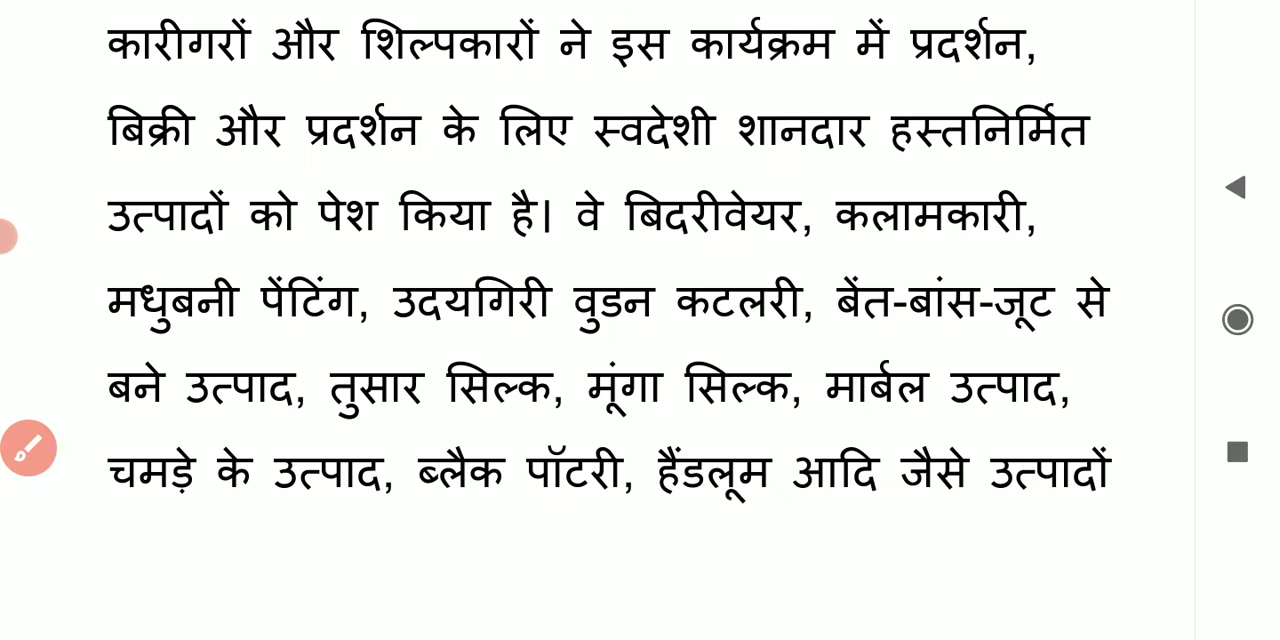 कारीगरों और शिल्पकारों ने इस कार्यक्रम में प्रदर्शन,
बिक्री और प्रदर्शन के लिए स्वदेशी शानदार हस्तनिर्मित
उत्पादों को पेश किया है। वे बिदरीवेयर, कलामकारी,
मधुबनी पेंटिंग, उदयगिरी वुडन कटलरी, बेंत-बांस-जूट से
बने उत्पाद, तुसार सिल्क, मूंगा सिल्क, मार्बल उत्पाद,
चमड़े के उत्पाद, ब्लैक पॉटरी, हैंडलूम आदि जैसे उत्पादों